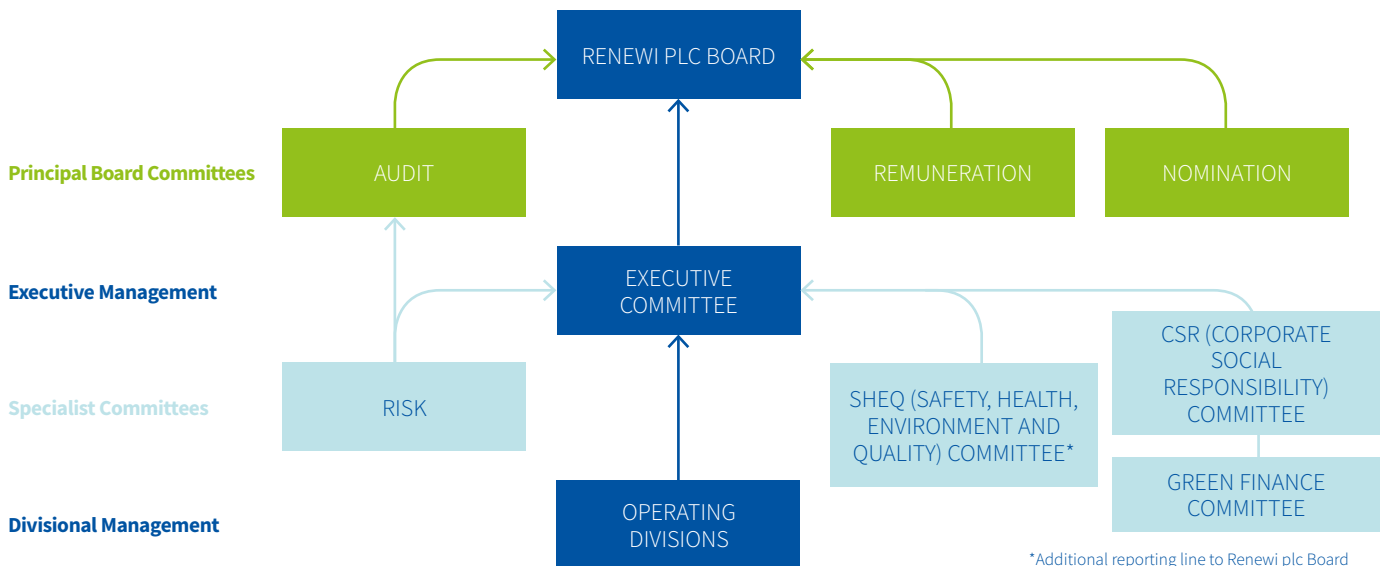 RENEWI PLC BOARD
Principal Board Committees
AUDIT
REMUNERATION
NOMINATION
Executive Management
EXECUTIVE
COMMITTEE
CSR (CORPORATE
SOCIAL
RESPONSIBILITY)
COMMITTEE
Specialist Committees
RISK
SHEQ (SAFETY, HEALTH,
ENVIRONMENT AND
QUALITY) COMMITTEE*
GREEN FINANCE
COMMITTEE
Divisional Management
OPERATING
DIVISIONS
*Additional reporting line to Renewi plc Board